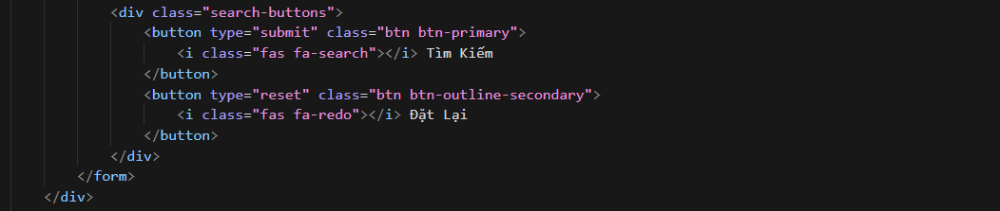 <div class="search-buttons">
<button type="submit" class="btn btn-primary">
<i class="fas fa-search"></i> Tìm Kiếm
</button>
<button type="reset" class="btn btn-outline-secondary">
<i class="fas fa-redo"></i> Đặt Lại
</button>
</div>
</form>
</div>